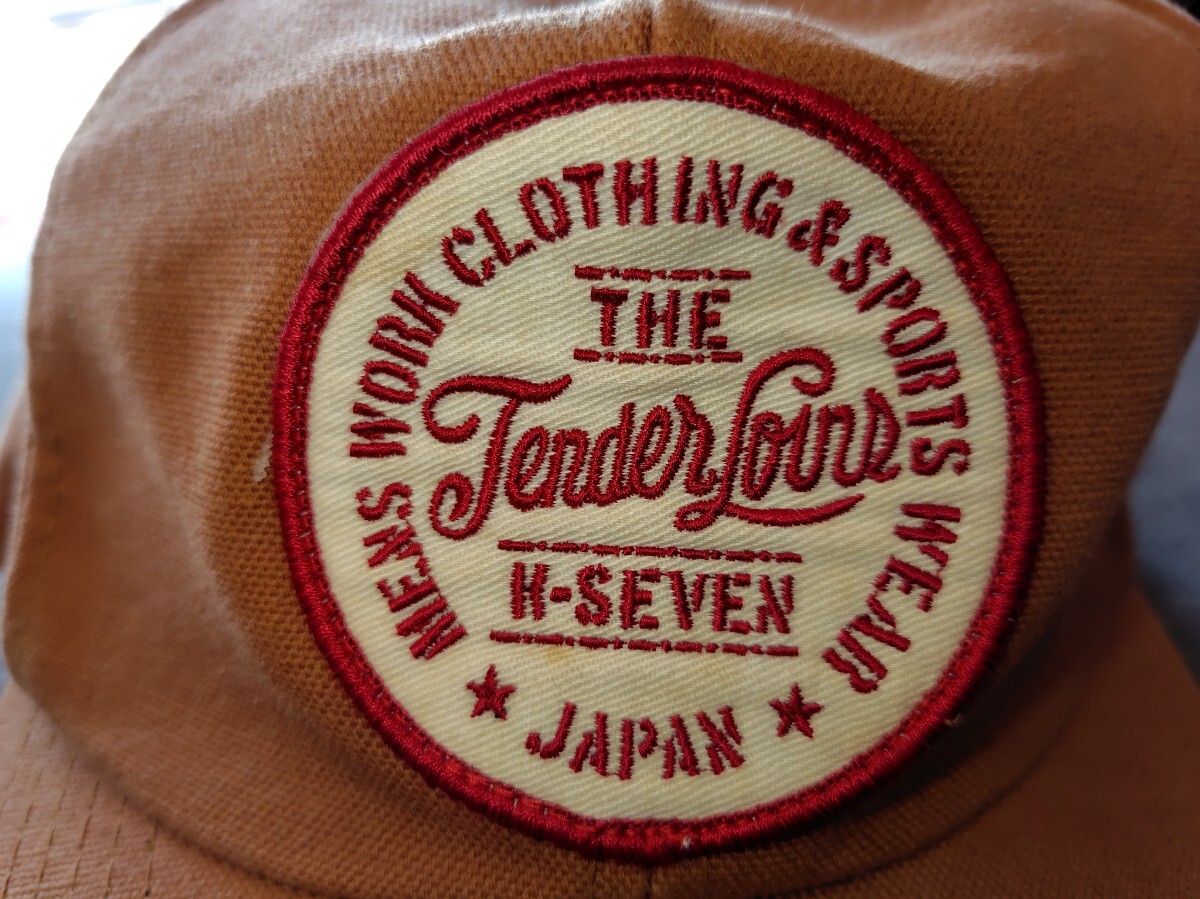 MENS WORK CLOTHING & SPORTS WEAR
THE
TenderLoins
H-SEVEN
★ JAPAN ★